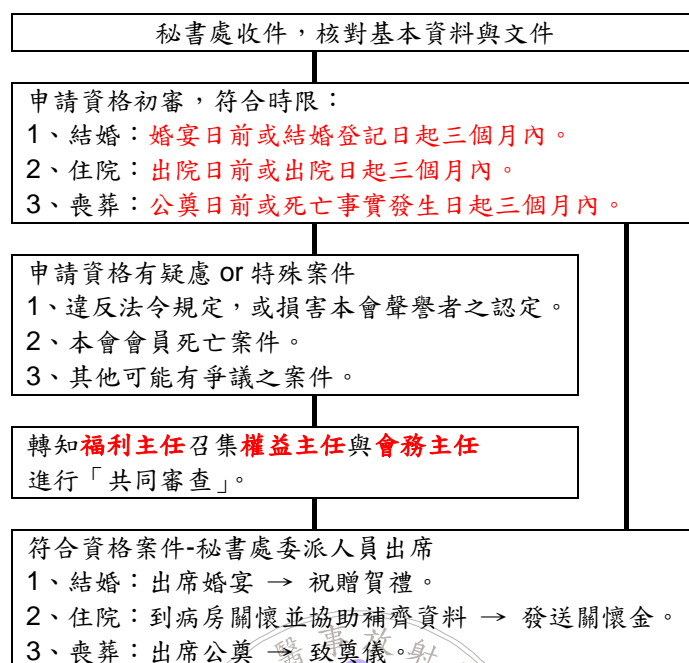 秘書處收件，核對基本資料與文件
申請資格初審，符合時限：
1、結婚：婚宴日前或結婚登記日起三個月內。
2、住院：出院日前或出院日起三個月內。
3、喪葬：公奠日前或死亡事實發生日起三個月內。
申請資格有疑慮 or 特殊案件
1、違反法令規定，或損害本會聲譽者之認定。
2、本會會員死亡案件。
3、其他可能有爭議之案件。
轉知福利主任召集權益主任與會務主任
進行「共同審查」。
符合資格案件-秘書處委派人員出席
1、結婚：出席婚宴 → 祝贈賀禮。
2、住院：到病房關懷並協助補齊資料 → 發送關懷金。
3、喪葬：出席公奠 → 致奠儀。
醫事放射